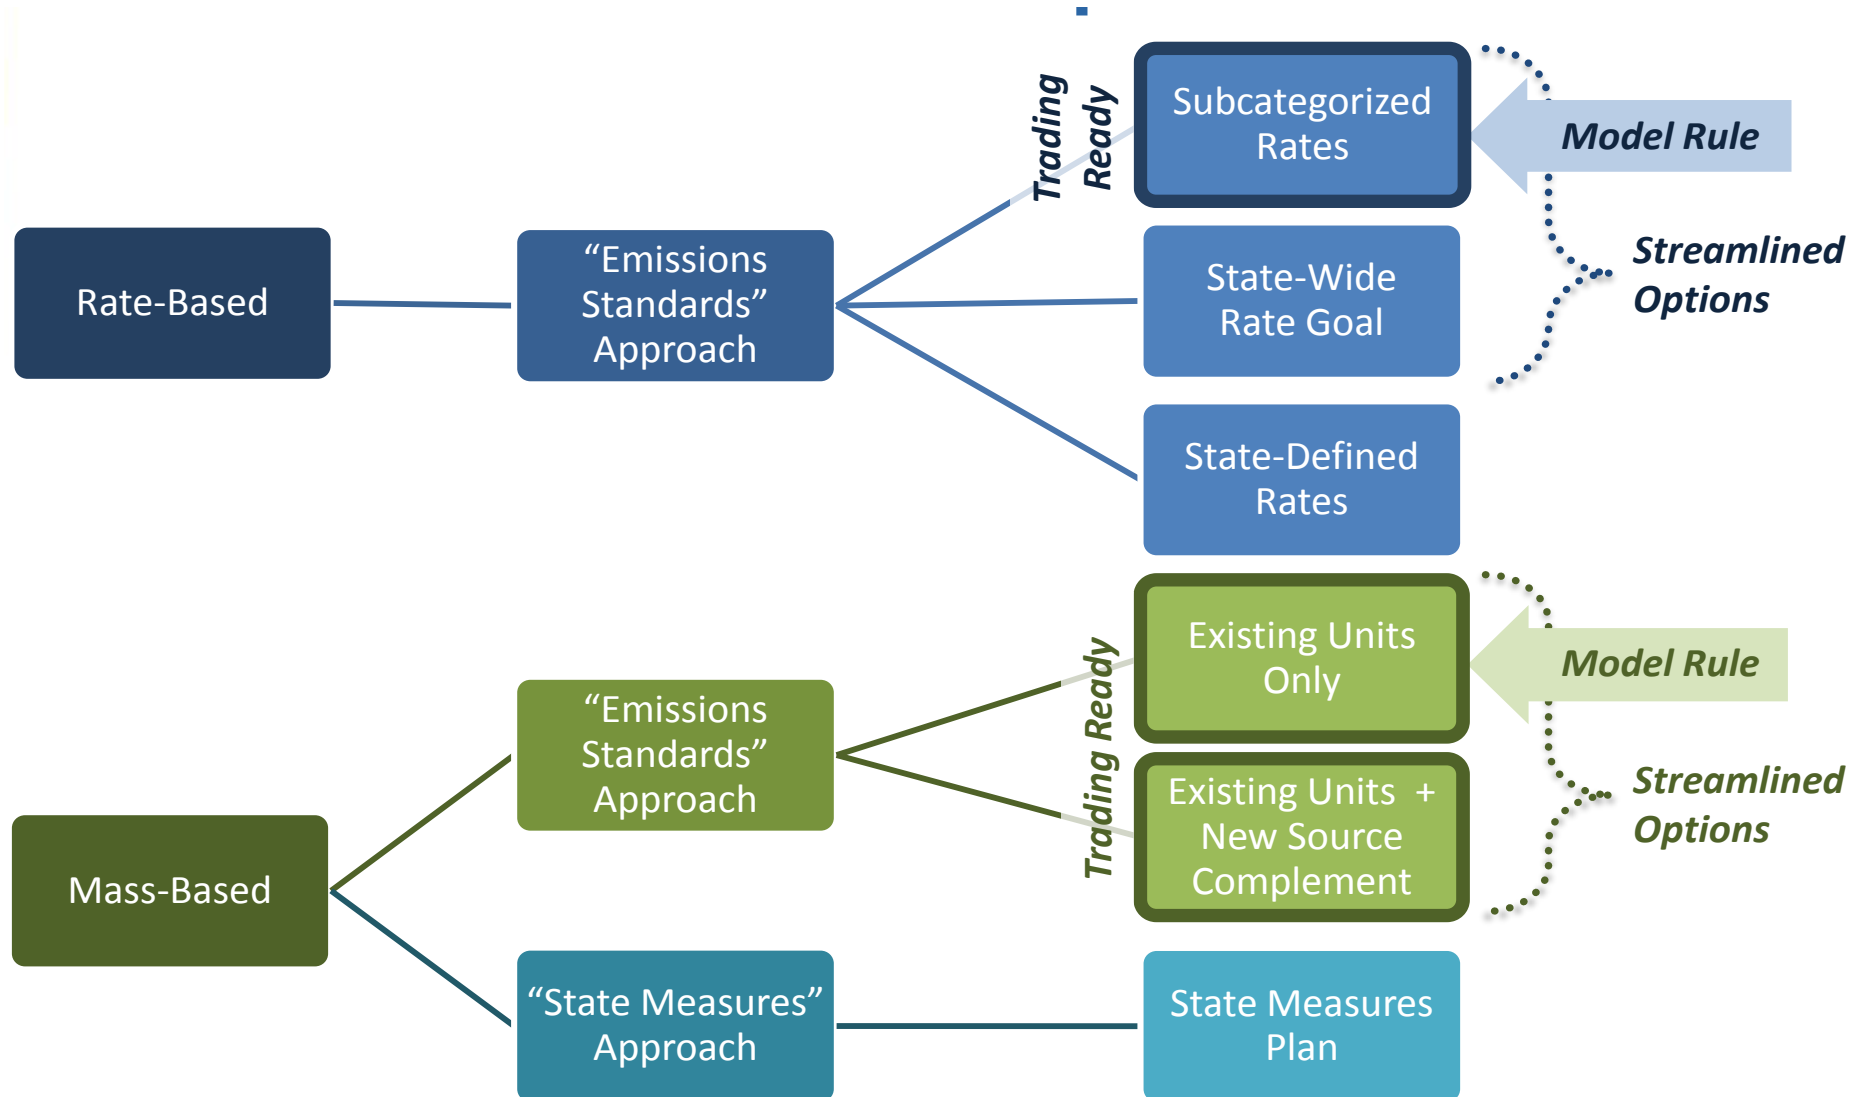 Rate-Based
“Emissions
Standards”
Approach
Trading
Ready
Subcategorized
Rates
Model Rule
State-Wide
Rate Goal
Streamlined
Options
State-Defined
Rates
Mass-Based
“Emissions
Standards”
Approach
Trading Ready
Existing Units
Only
Model Rule
Existing Units +
New Source
Complement
Streamlined
Options
“State Measures”
Approach
State Measures
Plan